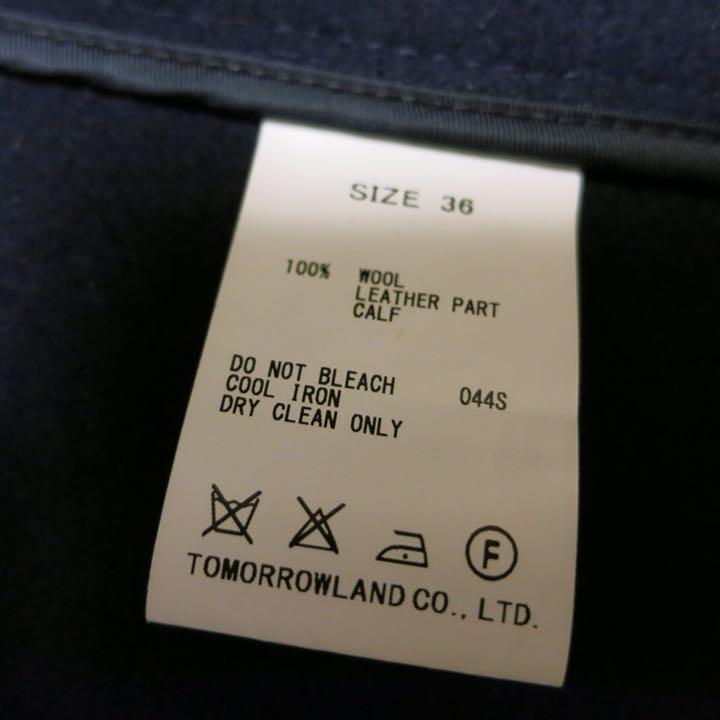 SIZE 36
100% WOOL
LEATHER PART
CALF
DO NOT BLEACH
COOL IRON 044S
DRY CLEAN ONLY
F
TOMORROWLAND CO., LTD.